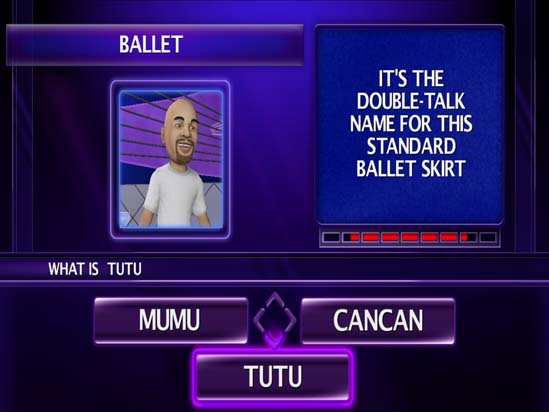 BALLET
IT'S THE
DOUBLE-TALK
NAME FOR THIS
STANDARD
BALLET SKIRT
WHAT IS TUTU
MUMU
CANCAN
TUTU